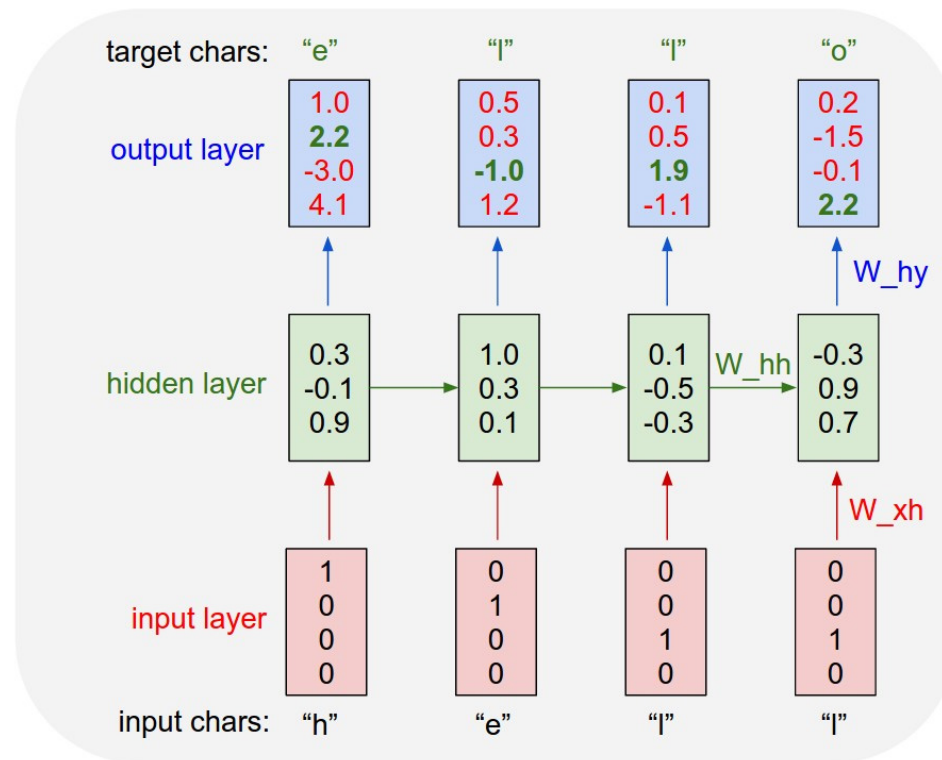 target chars: “e” “l” “l” “o”
1.0 0.5 0.1 0.2
2.2 0.3 0.5 -1.5
output layer -3.0 -1.0 1.9 -0.1
4.1 1.2 -1.1 2.2
W_hy
0.3 1.0 0.1 W_hh -0.3
hidden layer -0.1 0.3 -0.5 0.9
0.9 0.1 -0.3 0.7
W_xh
1 0 0 0
input layer 0 1 0 0
0 0 1 1
0 0 0 0
input chars: “h” “e” “l” “l”